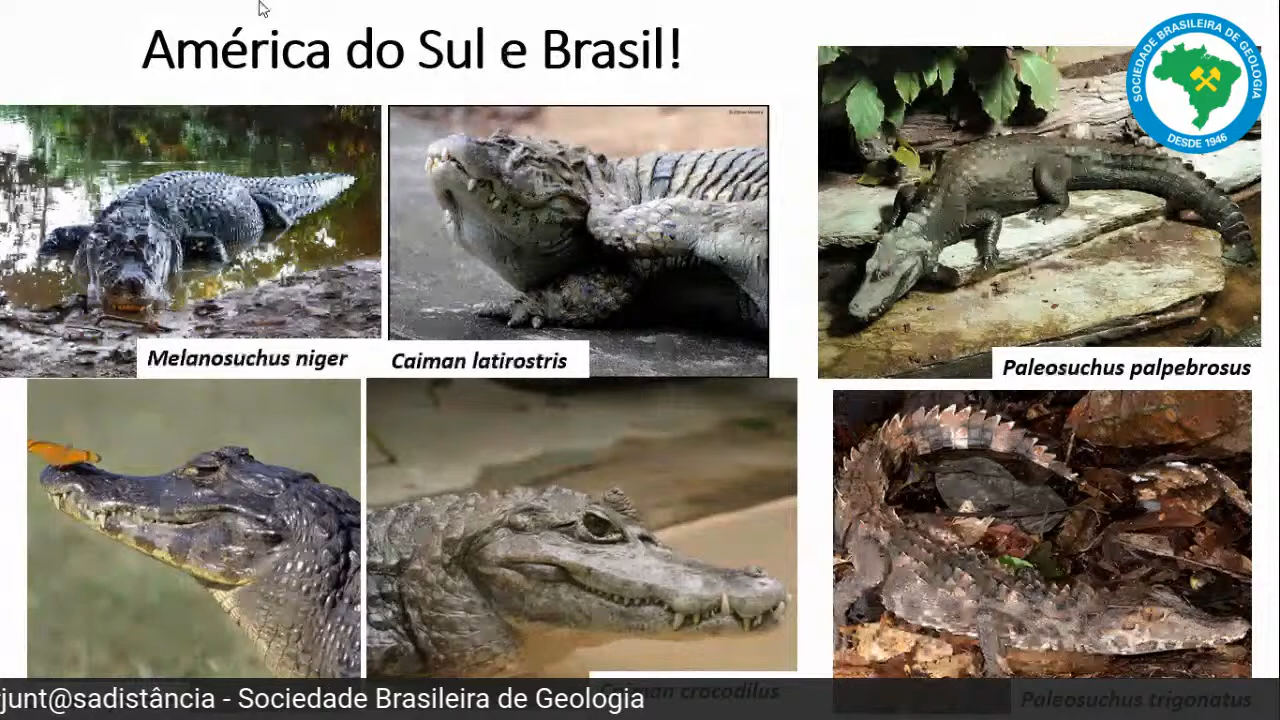 América do Sul e Brasil!
SOCIEDADE BRASILEIRA DE GEOLOGIA
DESDE 1946
Melanosuchus niger
Caiman latirostris
Paleosuchus palpebrosus
Caiman crocodilus
Paleosuchus trigonatus
junt@sadistância - Sociedade Brasileira de Geologia